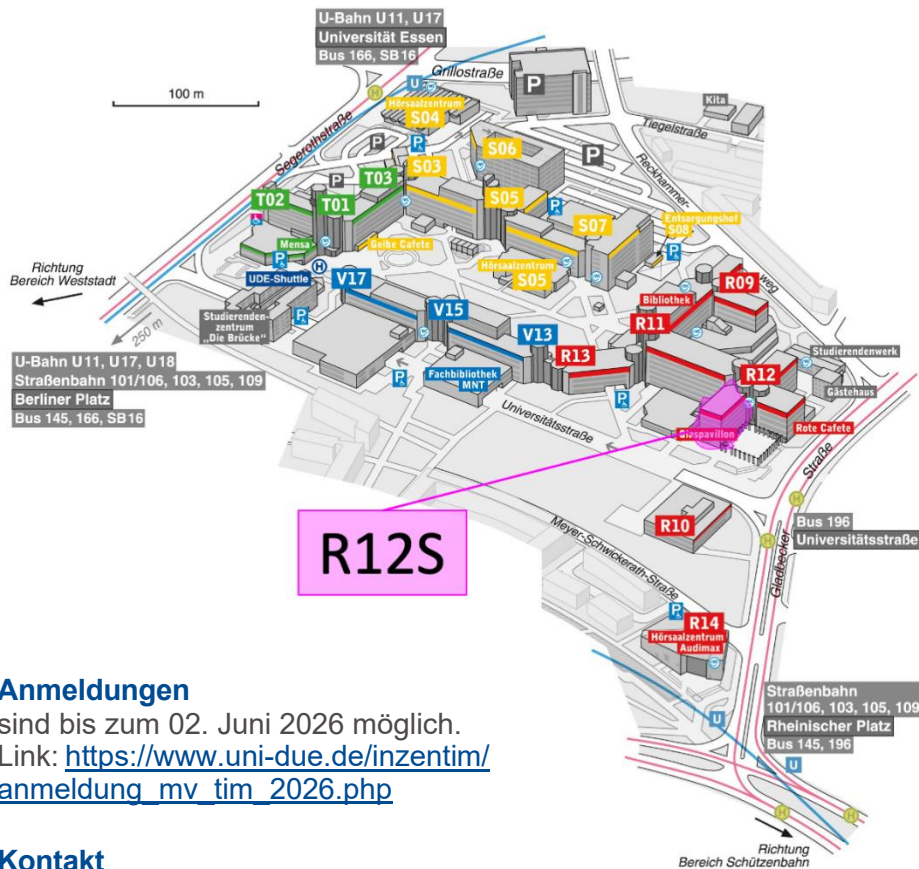 U-Bahn U11, U17
Universität Essen
Bus 166, SB16
100 m
Segerothstraße
H
U
Grillostraße
P
Hörsaalzentrum
S04
Kita
Tiegelstraße
Reckhammer-
weg
P
P
S06
P
S03
T03
P
T02
T01
S05
P
S07
Entsorgungshof
S08
P
Mensa
P
Gelbe Cafete
Hörsaalzentrum
S05
H
UDE-Shuttle
Richtung
Bereich Weststadt
250 m
V17
Studierenden-
zentrum
„Die Brücke“
P
V15
V13
Bibliothek
R09
R11
R13
Studierendenwerk
Gästehaus
R12
U-Bahn U11, U17, U18
Straßenbahn 101/106, 103, 105, 109
Berliner Platz
Bus 145, 166, SB16
P
Fachbibliothek
MNT
P
Universitätsstraße
Glaspavillon
Rote Cafete
Gladbecker
Straße
H
Bus 196
Universitätsstraße
H
R12S
R10
Meyer-Schwickerath-Straße
P
R14
Hörsaalzentrum
Audimax
Straßenbahn
101/106, 103, 105, 109
Rheinischer Platz
Bus 145, 196
U
U
H
H
Richtung
Bereich Schützenbahn
Anmeldungen
sind bis zum 02. Juni 2026 möglich.
Link: https://www.uni-due.de/inzentim/
anmeldung_mv_tim_2026.php
Kontakt